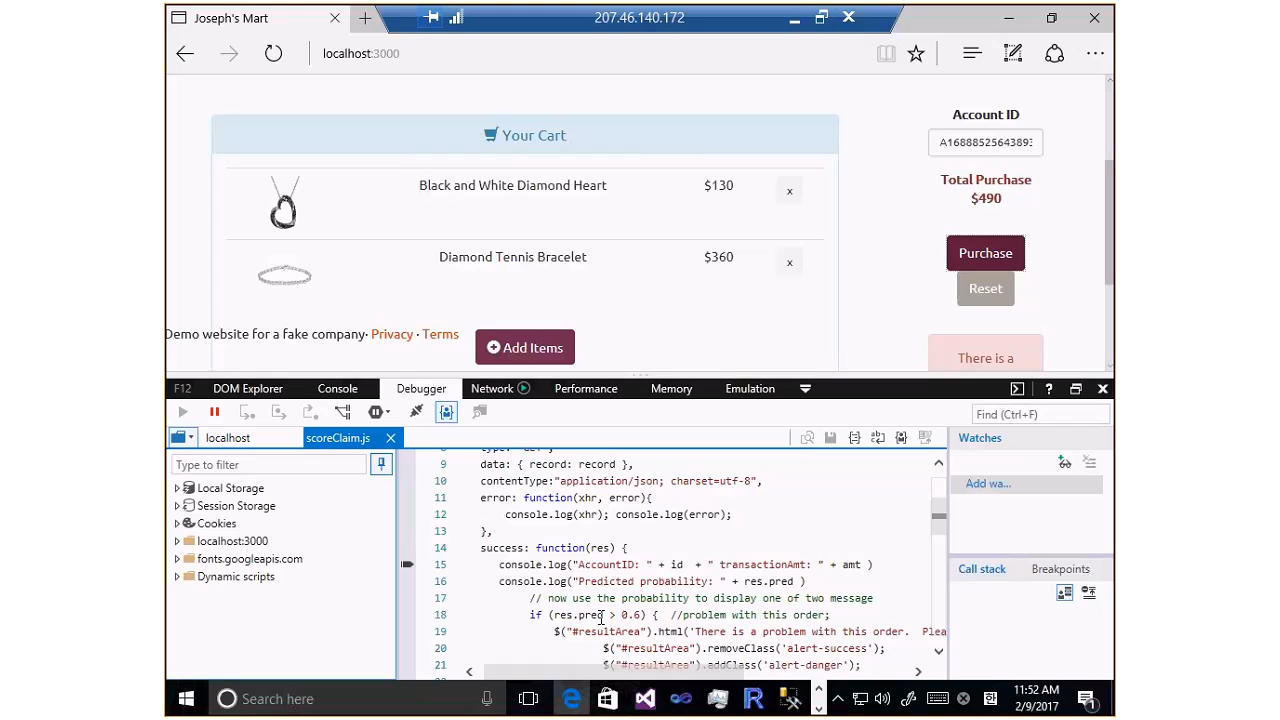 Joseph's Mart
207.46.140.172
localhost:3000
Your Cart
Account ID
A1688852564389
Black and White Diamond Heart $130 x
Total Purchase
$490
Diamond Tennis Bracelet $360 x
Purchase
Reset
Demo website for a fake company· Privacy · Terms
Add Items
There is a
F12 DOM Explorer Console Debugger Network Performance Memory Emulation
Find (Ctrl+F)
localhost scoreClaim.js
Watches
Type to filter
Add wa...
Local Storage
Session Storage
Cookies
localhost:3000
fonts.googleapis.com
Dynamic scripts
9 data: { record: record },
10 contentType:"application/json; charset=utf-8",
11 error: function(xhr, error){
12 console.log(xhr); console.log(error);
13 },
14 success: function(res) {
15 console.log("AccountID: " + id + " transactionAmt: " + amt )
16 console.log("Predicted probability: " + res.pred )
17 // now use the probability to display one of two message
18 if (res.pred > 0.6) { //problem with this order;
19 $("#resultArea").html('There is a problem with this order. Plea
20 $("#resultArea").removeClass('alert-success');
21 $("#resultArea").addClass('alert-danger');
Call stack Breakpoints
Search here
11:52 AM
2/9/2017